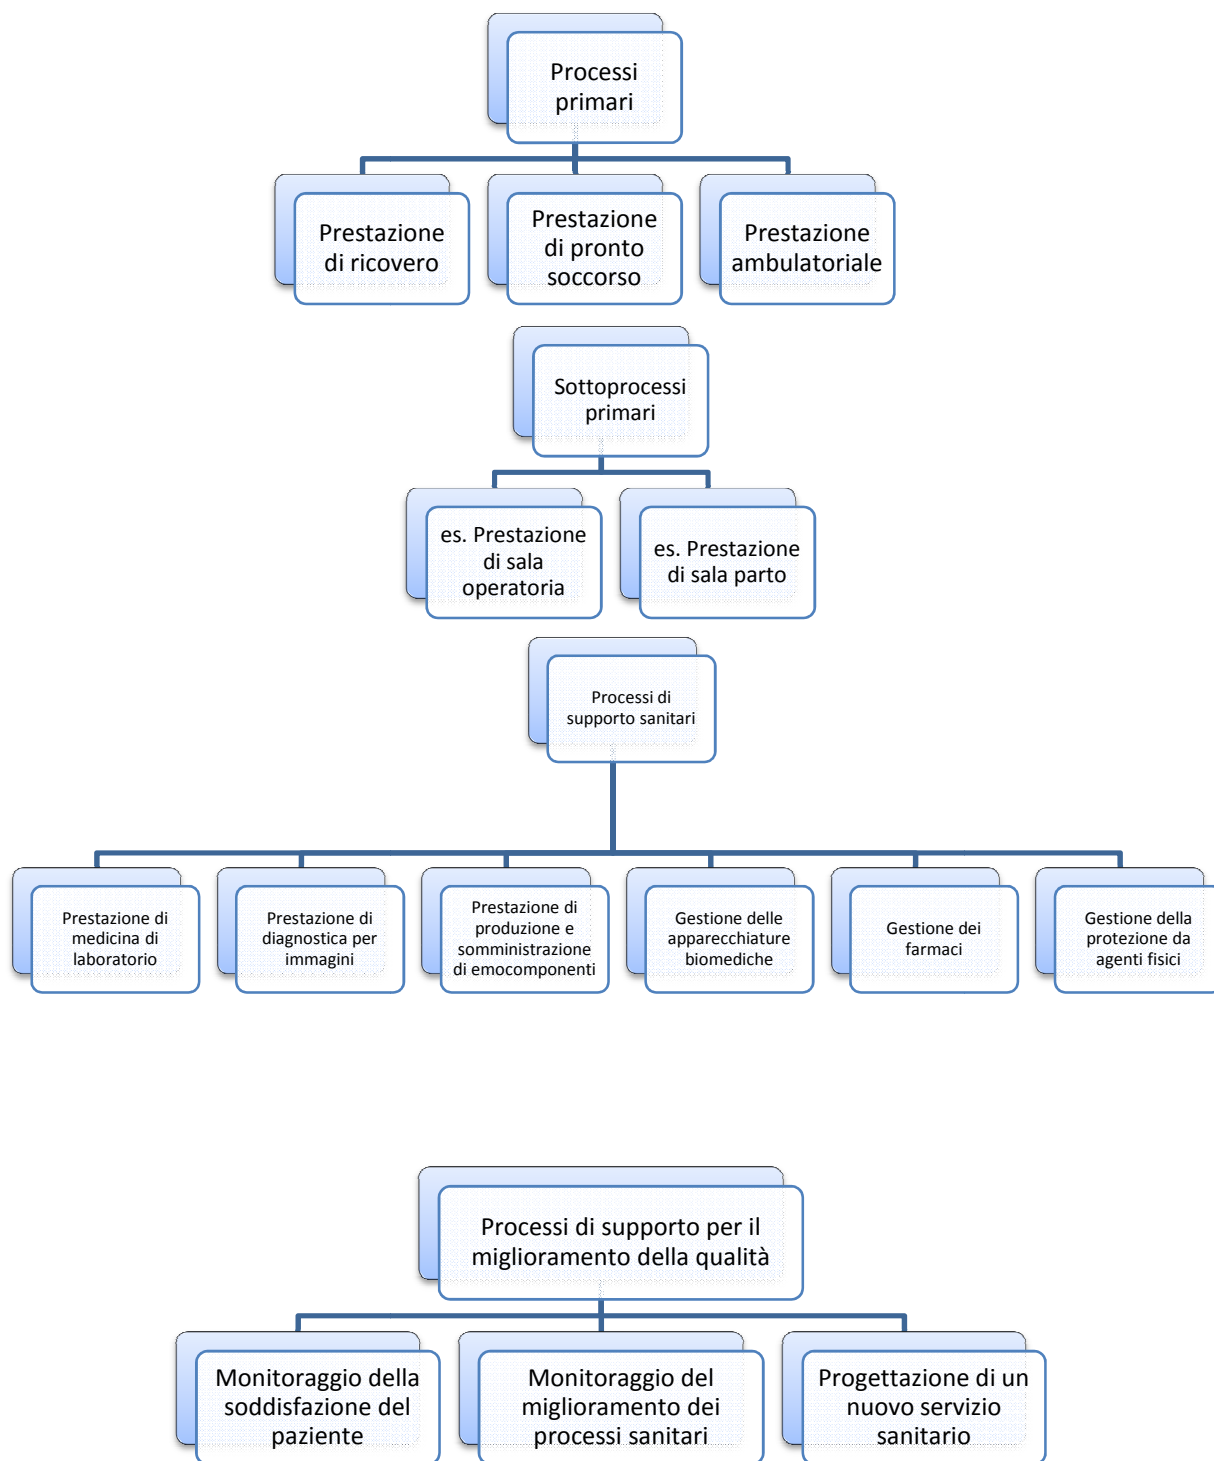 Processi
primari
Prestazione
di ricovero
Prestazione
di pronto
soccorso
Prestazione
ambulatoriale
Sottoprocessi
primari
es. Prestazione
di sala
operatoria
es. Prestazione
di sala parto
Processi di
supporto sanitari
Prestazione di
medicina di
laboratorio
Prestazione di
diagnostica per
immagini
Prestazione di
produzione e
somministrazione
di emocomponenti
Gestione delle
apparecchiature
biomediche
Gestione dei
farmaci
Gestione della
protezione da
agenti fisici
Processi di supporto per il
miglioramento della qualità
Monitoraggio della
soddisfazione del
paziente
Monitoraggio del
miglioramento dei
processi sanitari
Progettazione di un
nuovo servizio
sanitario